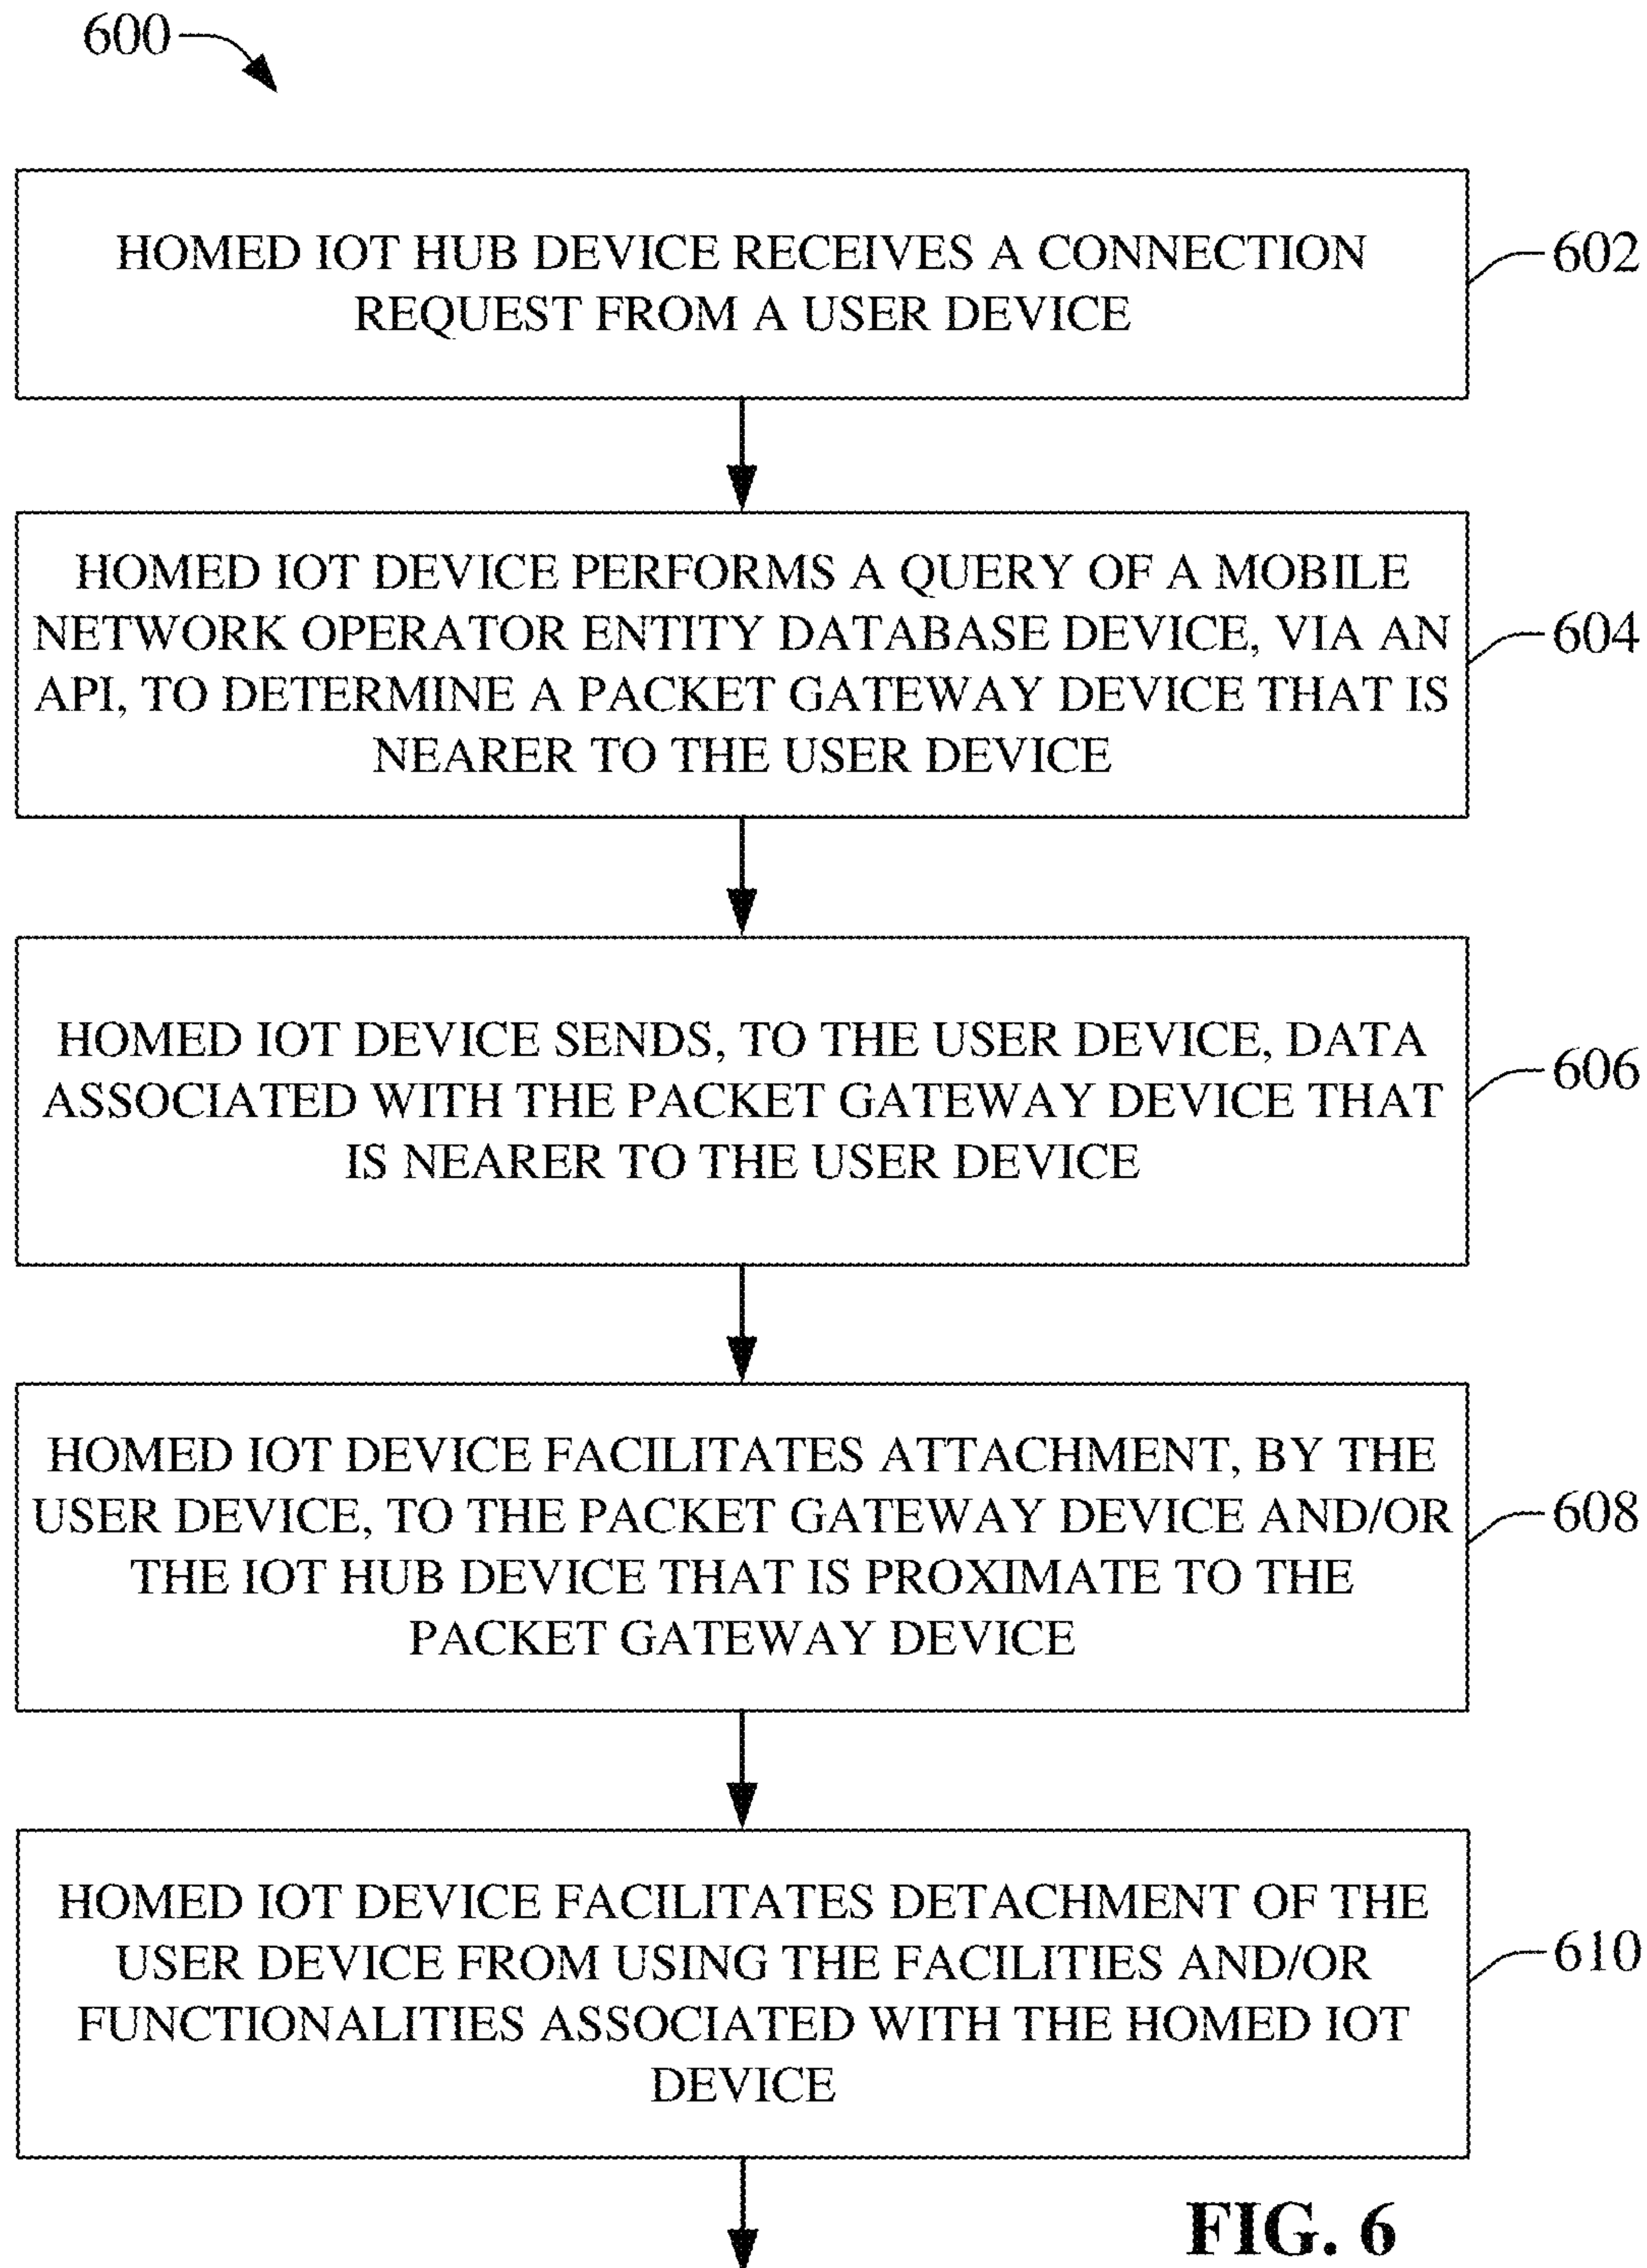 600
HOMED IOT HUB DEVICE RECEIVES A CONNECTION
REQUEST FROM A USER DEVICE
602
HOMED IOT DEVICE PERFORMS A QUERY OF A MOBILE
NETWORK OPERATOR ENTITY DATABASE DEVICE, VIA AN
API, TO DETERMINE A PACKET GATEWAY DEVICE THAT IS
NEARER TO THE USER DEVICE
604
HOMED IOT DEVICE SENDS, TO THE USER DEVICE, DATA
ASSOCIATED WITH THE PACKET GATEWAY DEVICE THAT
IS NEARER TO THE USER DEVICE
606
HOMED IOT DEVICE FACILITATES ATTACHMENT, BY THE
USER DEVICE, TO THE PACKET GATEWAY DEVICE AND/OR
THE IOT HUB DEVICE THAT IS PROXIMATE TO THE
PACKET GATEWAY DEVICE
608
HOMED IOT DEVICE FACILITATES DETACHMENT OF THE
USER DEVICE FROM USING THE FACILITIES AND/OR
FUNCTIONALITIES ASSOCIATED WITH THE HOMED IOT
DEVICE
610
FIG. 6